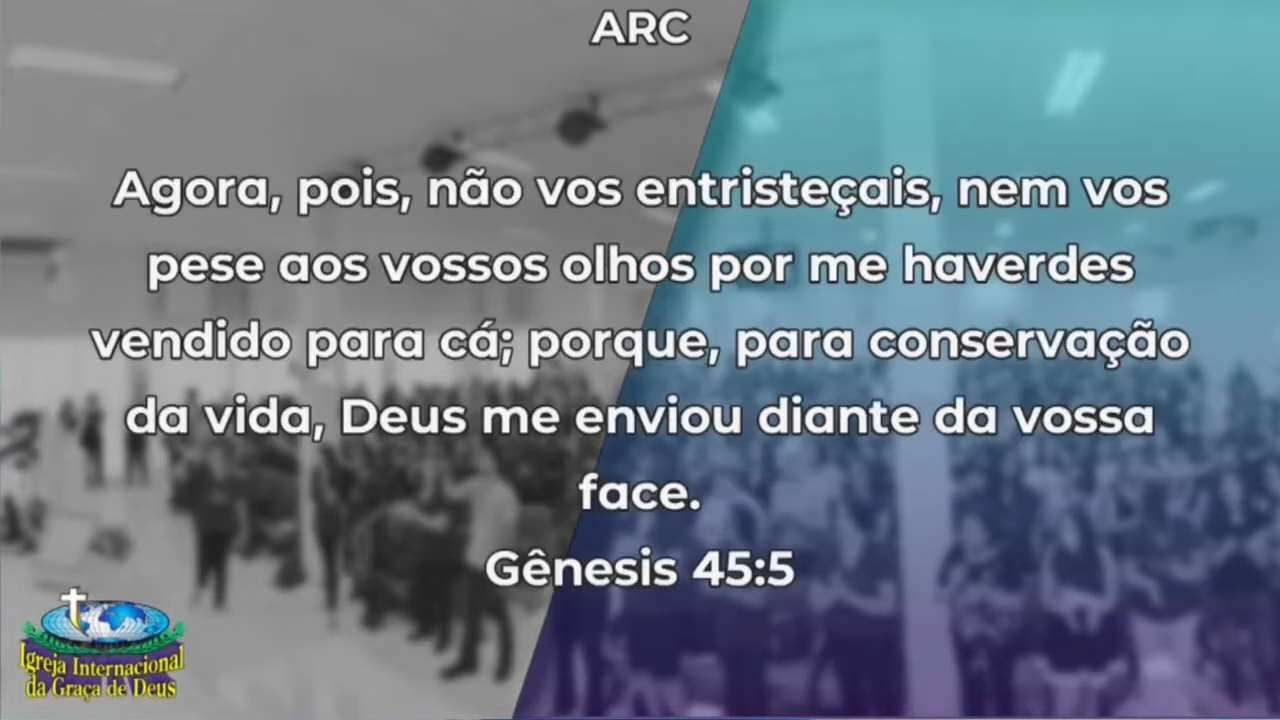 ARC
Agora, pois, não vos entristeçais, nem vos
pese aos vossos olhos por me haverdes
vendido para cá; porque, para conservação
da vida, Deus me enviou diante da vossa
face.
Gênesis 45:5
Igreja Internacional
da Graça de Deus